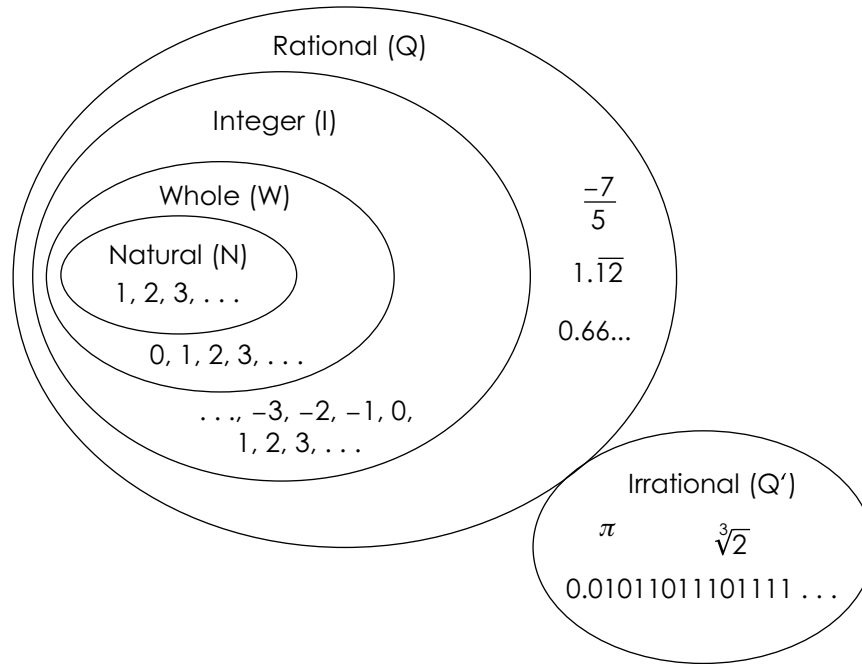 Rational (Q)
Integer (I)
Whole (W)
Natural (N)
1, 2, 3, . . .
0, 1, 2, 3, . . .
. . ., –3, –2, –1, 0,
1, 2, 3, . . .
–7
5
1.1̅2̅
0.66...
Irrational (Q‘)
π ∛2
0.01011011101111 . . .